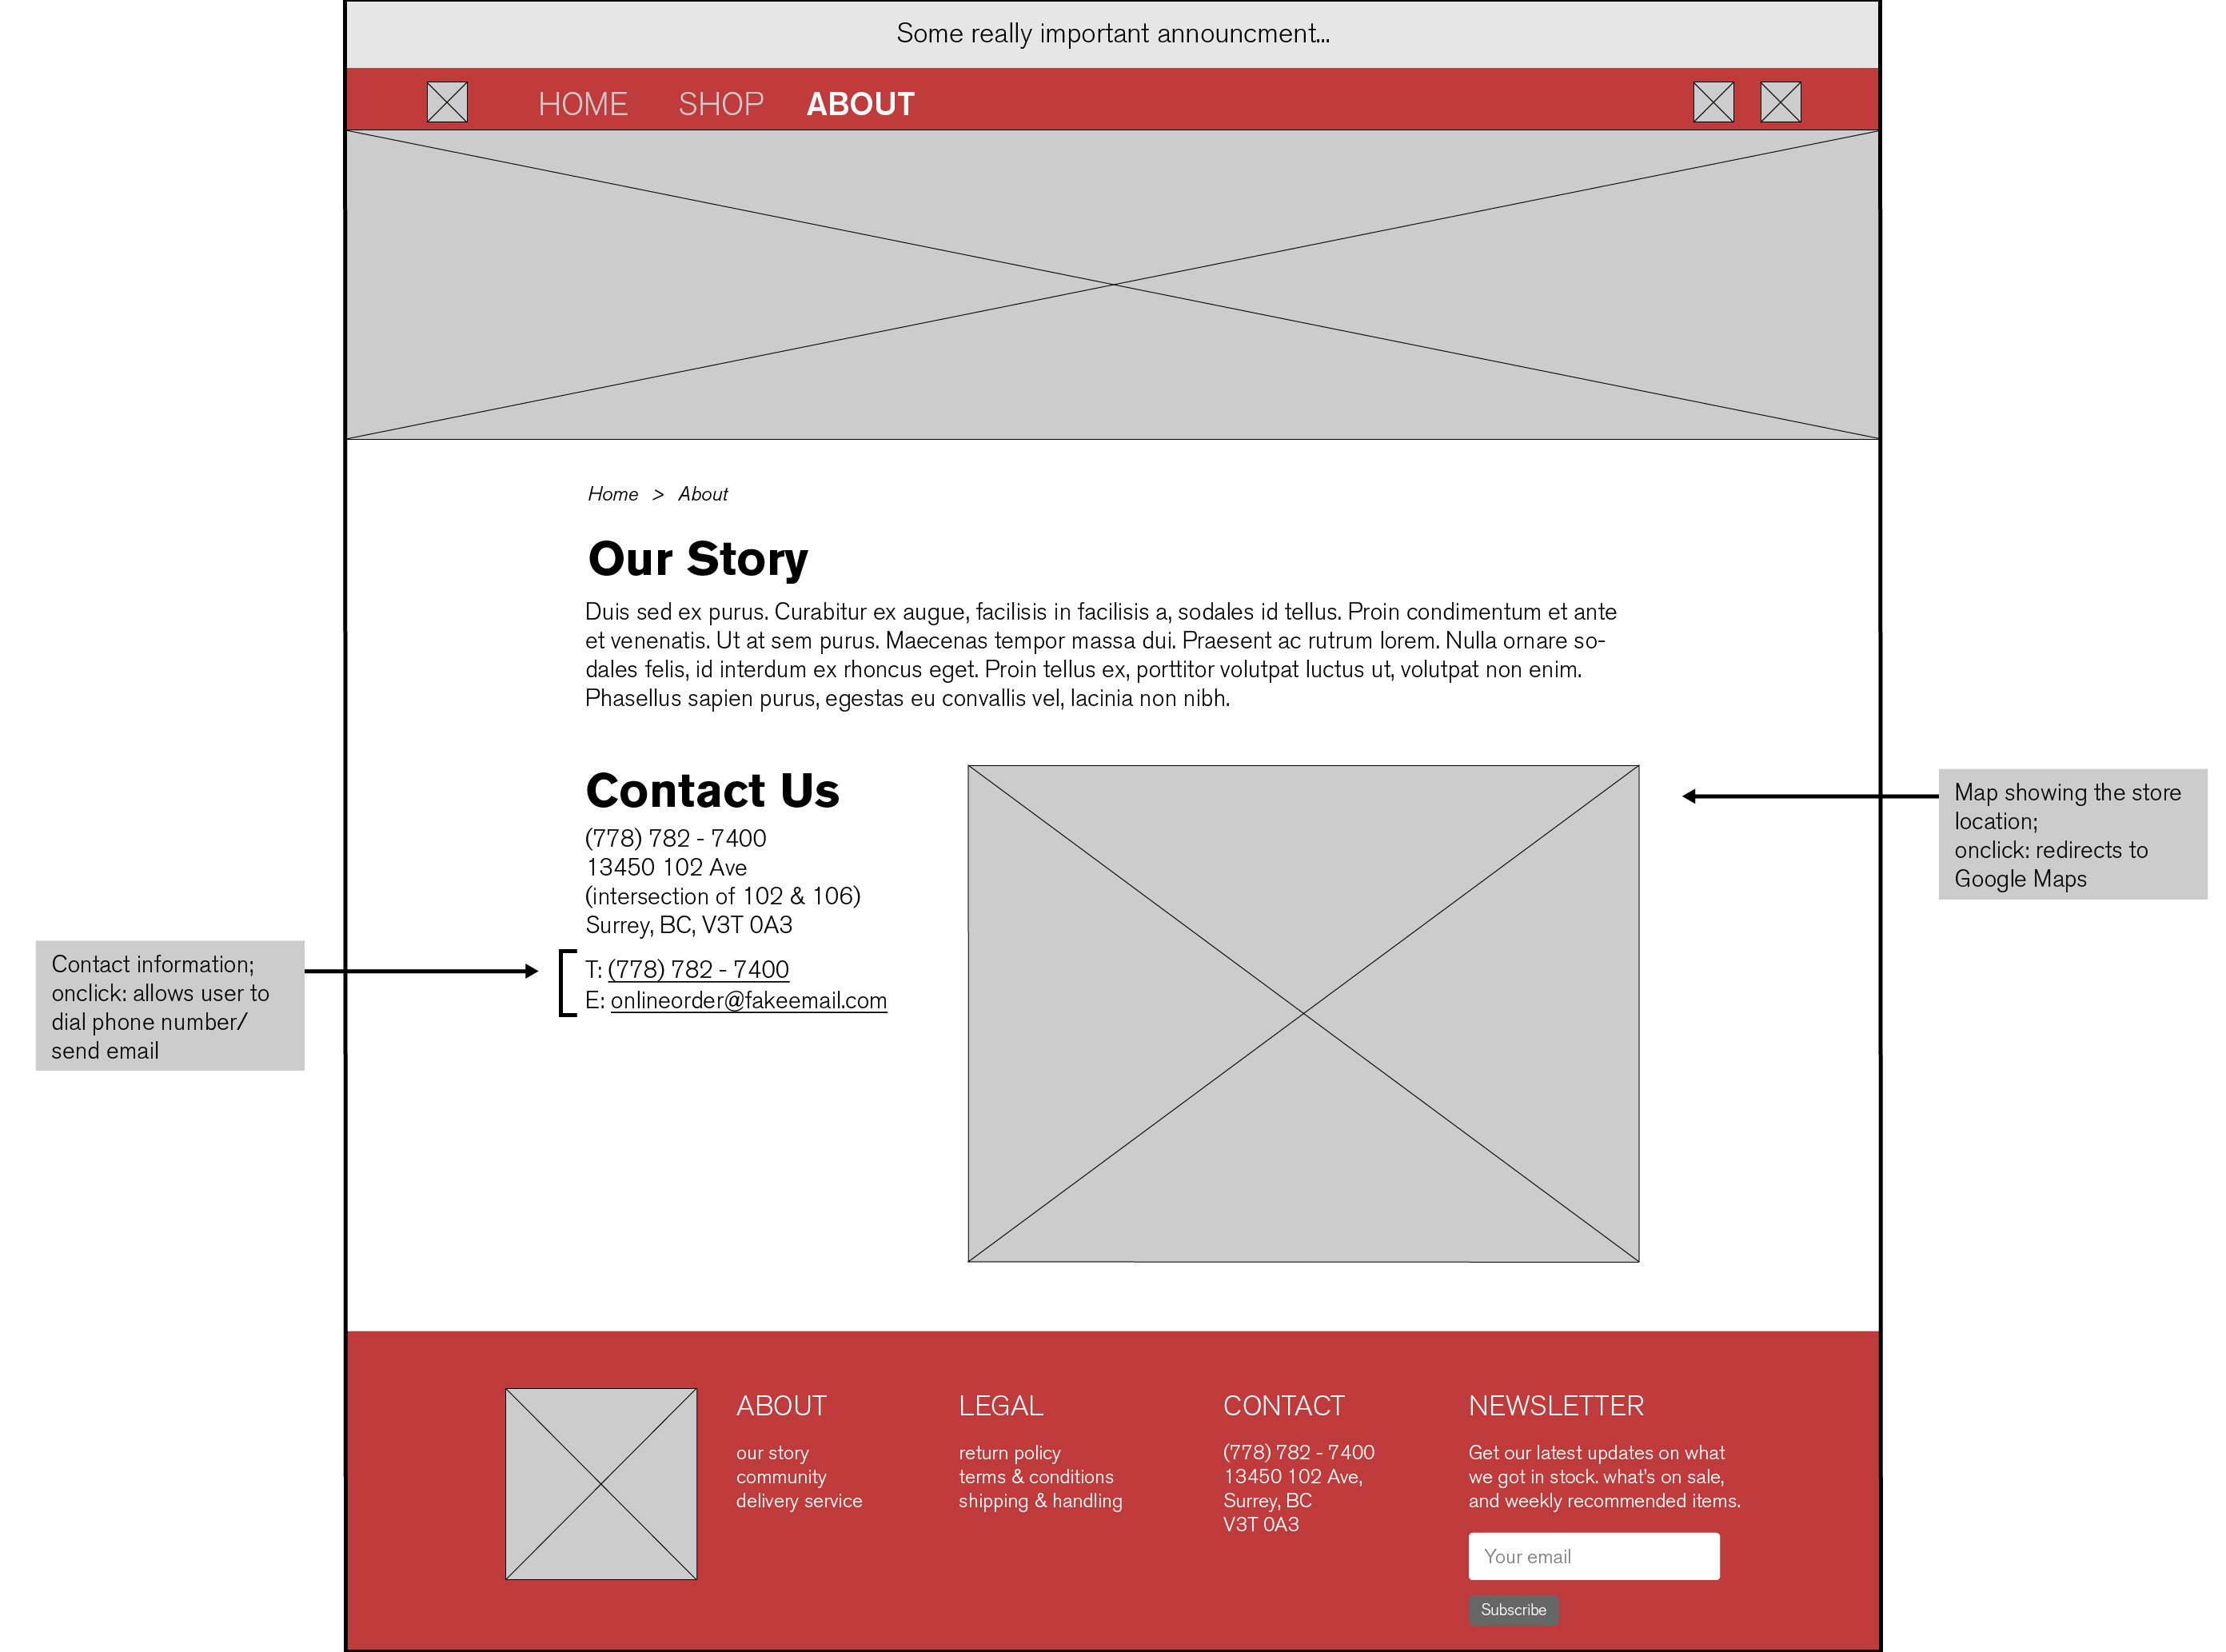 Some really important announcment...
HOME SHOP ABOUT
Home > About
Our Story
Duis sed ex purus. Curabitur ex augue, facilisis in facilisis a, sodales id tellus. Proin condimentum et ante
et venenatis. Ut at sem purus. Maecenas tempor massa dui. Praesent ac rutrum lorem. Nulla ornare so-
dales felis, id interdum ex rhoncus eget. Proin tellus ex, porttitor volutpat luctus ut, volutpat non enim.
Phasellus sapien purus, egestas eu convallis vel, lacinia non nibh.
Contact Us
(778) 782 - 7400
13450 102 Ave
(intersection of 102 & 106)
Surrey, BC, V3T 0A3
T: (778) 782 - 7400
E: onlineorder@fakeemail.com
Contact information;
onclick: allows user to
dial phone number/
send email
Map showing the store
location;
onclick: redirects to
Google Maps
ABOUT
our story
community
delivery service
LEGAL
return policy
terms & conditions
shipping & handling
CONTACT
(778) 782 - 7400
13450 102 Ave,
Surrey, BC
V3T 0A3
NEWSLETTER
Get our latest updates on what
we got in stock. what's on sale,
and weekly recommended items.
Your email
Subscribe